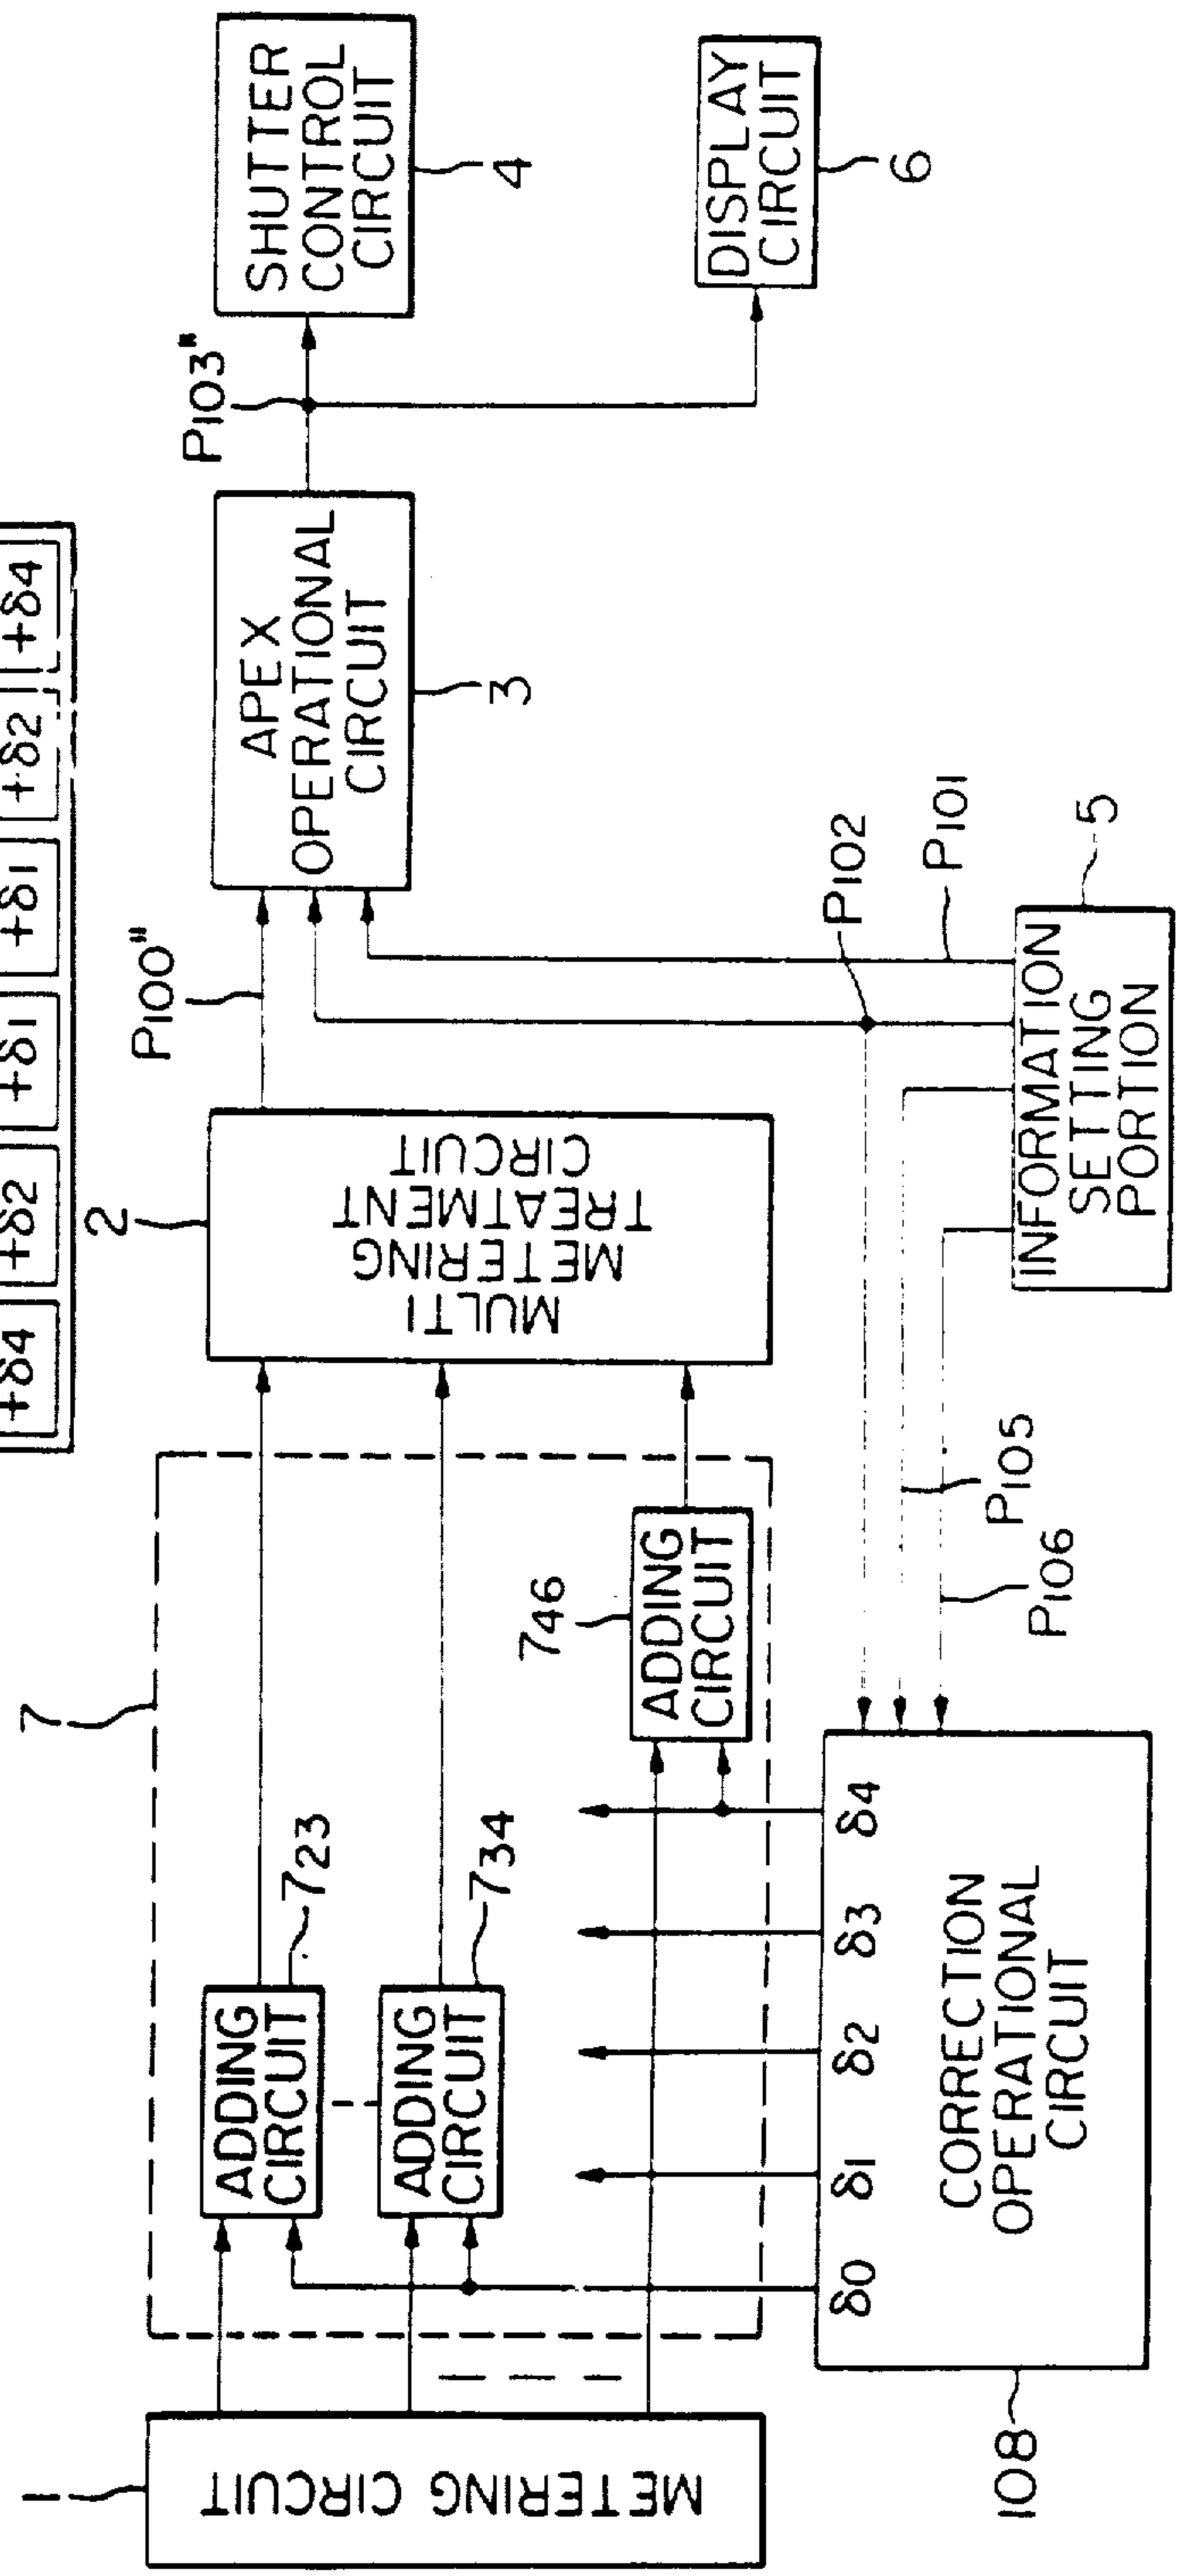 +δ4 +δ2 +δ1 +δ1 +δ2 +δ4
1
METERING CIRCUIT
7
ADDING
CIRCUIT
723
ADDING
CIRCUIT
734
746
ADDING
CIRCUIT
2
MULTI
METERING
TREATMENT
CIRCUIT
P100"
APEX
OPERATIONAL
CIRCUIT
3
P103"
SHUTTER
CONTROL
CIRCUIT
4
DISPLAY
CIRCUIT
6
δ0 δ1 δ2 δ3 δ4
CORRECTION
OPERATIONAL
CIRCUIT
108
P106
P105
P102
P101
INFORMATION
SETTING
PORTION
5